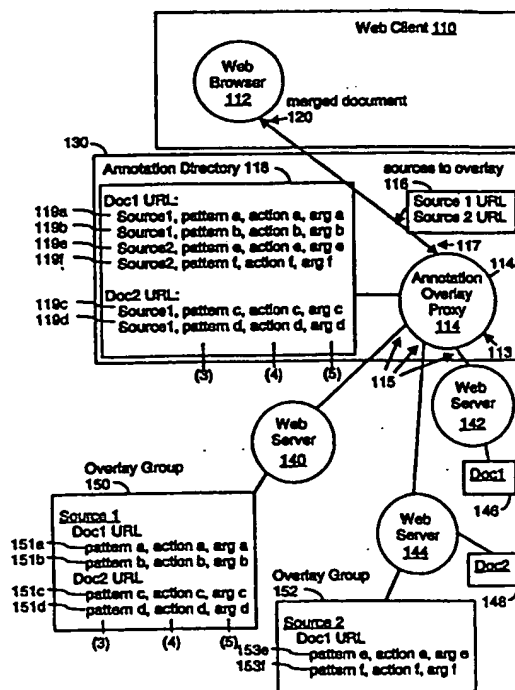 Web Client 110
Web
Browser
112
merged document
120
130
Annotation Directory 118
sources to overlay
116
Source 1 URL
Source 2 URL
117
Doc1 URL:
119a Source1, pattern a, action a, arg a
119b Source1, pattern b, action b, arg b
119e Source2, pattern e, action e, arg e
119f Source2, pattern f, action f, arg f
Doc2 URL:
119c Source1, pattern c, action c, arg c
119d Source1, pattern d, action d, arg d
(3) (4) (5)
114
Annotation
Overlay
Proxy
114
113
115
Web
Server
140
Web
Server
142
Doc1
146
Web
Server
144
Doc2
148
Overlay Group
150
Source 1
Doc1 URL
151a pattern a, action a, arg a
151b pattern b, action b, arg b
Doc2 URL
151c pattern c, action c, arg c
151d pattern d, action d, arg d
(3) (4) (5)
Overlay Group
152
Source 2
Doc1 URL
153e pattern e, action e, arg e
153f pattern f, action f, arg f